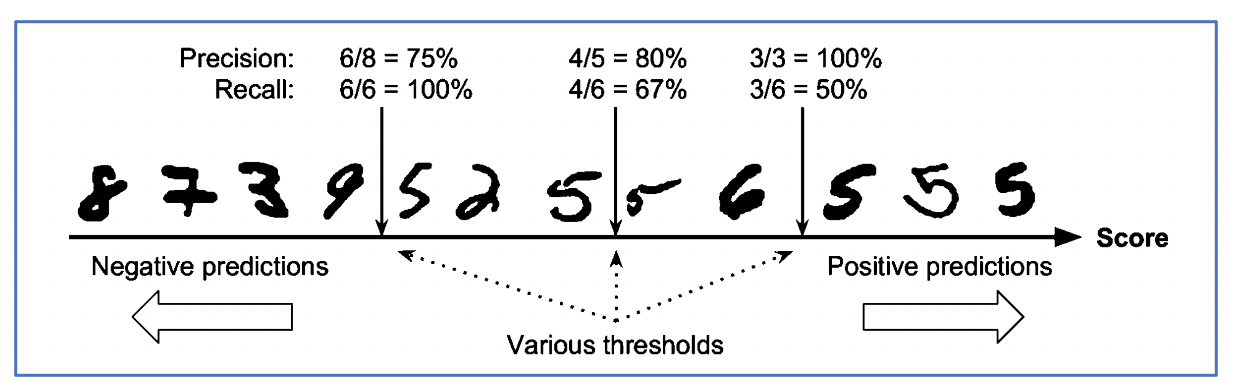 Precision: 6/8 = 75% 4/5 = 80% 3/3 = 100%
Recall: 6/6 = 100% 4/6 = 67% 3/6 = 50%
8 7 3 9 5 2 5 5 6 5 5 5
Score
Negative predictions Positive predictions
Various thresholds